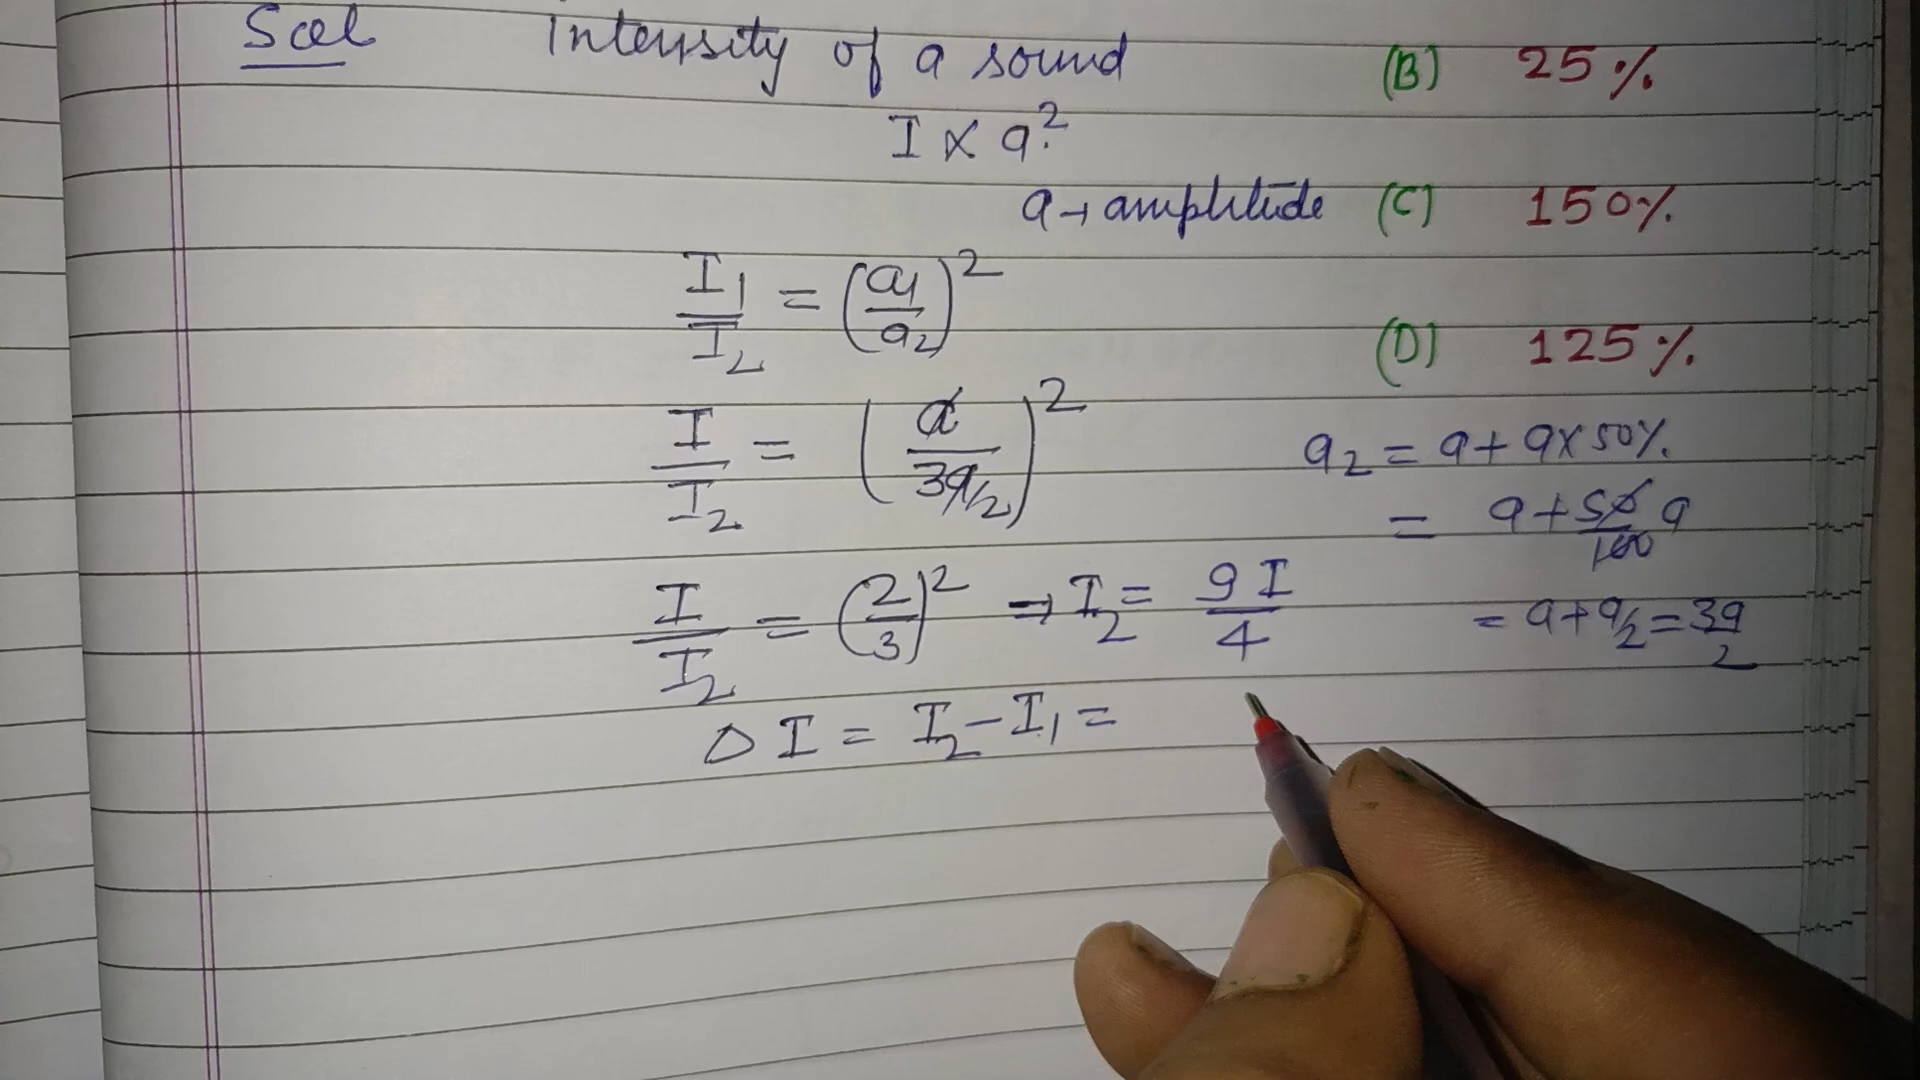 Sol Intensity of a sound (B) 25%
I ∝ a²
a → amplitude (C) 150%
I₁/I₂ = (a₁/a₂)²
(D) 125%
I/I₂ = (a/(3a/2))²
a₂ = a + a×50%
= a + 50/100 a
I/I₂ = (2/3)² → I₂ = 9I/4
= a + a/2 = 3a/2
ΔI = I₂ - I₁ =